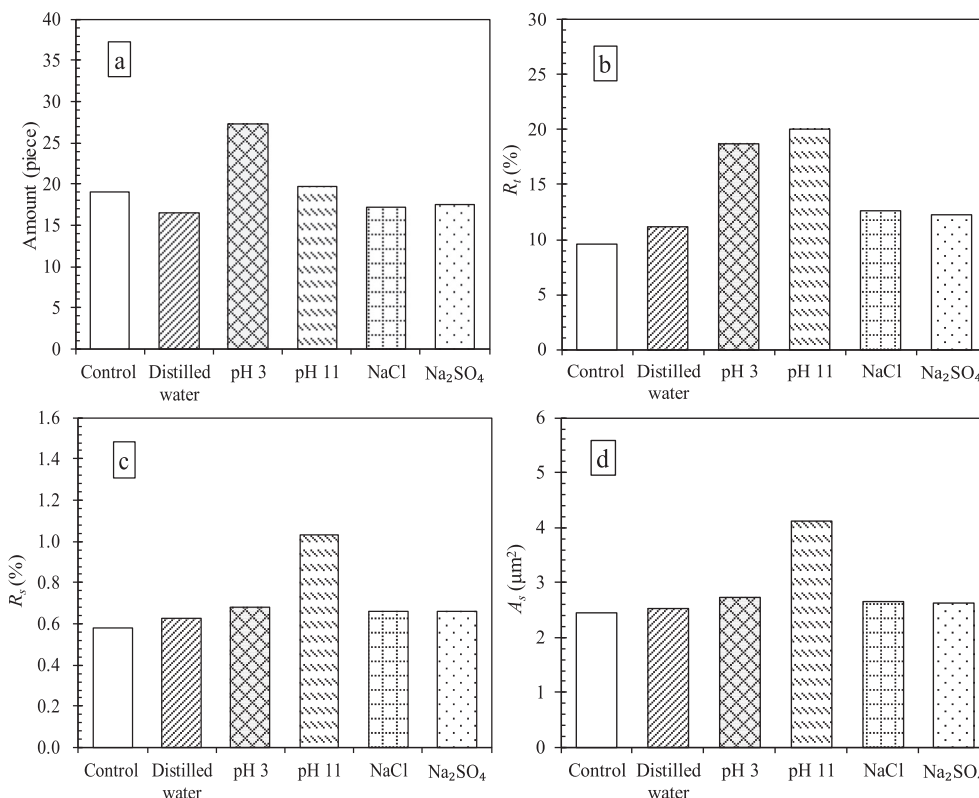 a
Amount (piece)
40
35
30
25
20
15
10
5
0
Control
Distilled
water
pH 3
pH 11
NaCl
Na₂SO₄
b
Rₜ (%)
30
25
20
15
10
5
0
Control
Distilled
water
pH 3
pH 11
NaCl
Na₂SO₄
c
Rₛ (%)
1.6
1.4
1.2
1.0
0.8
0.6
0.4
0.2
0.0
Control
Distilled
water
pH 3
pH 11
NaCl
Na₂SO₄
d
Aₛ (μm²)
6
5
4
3
2
1
0
Control
Distilled
water
pH 3
pH 11
NaCl
Na₂SO₄